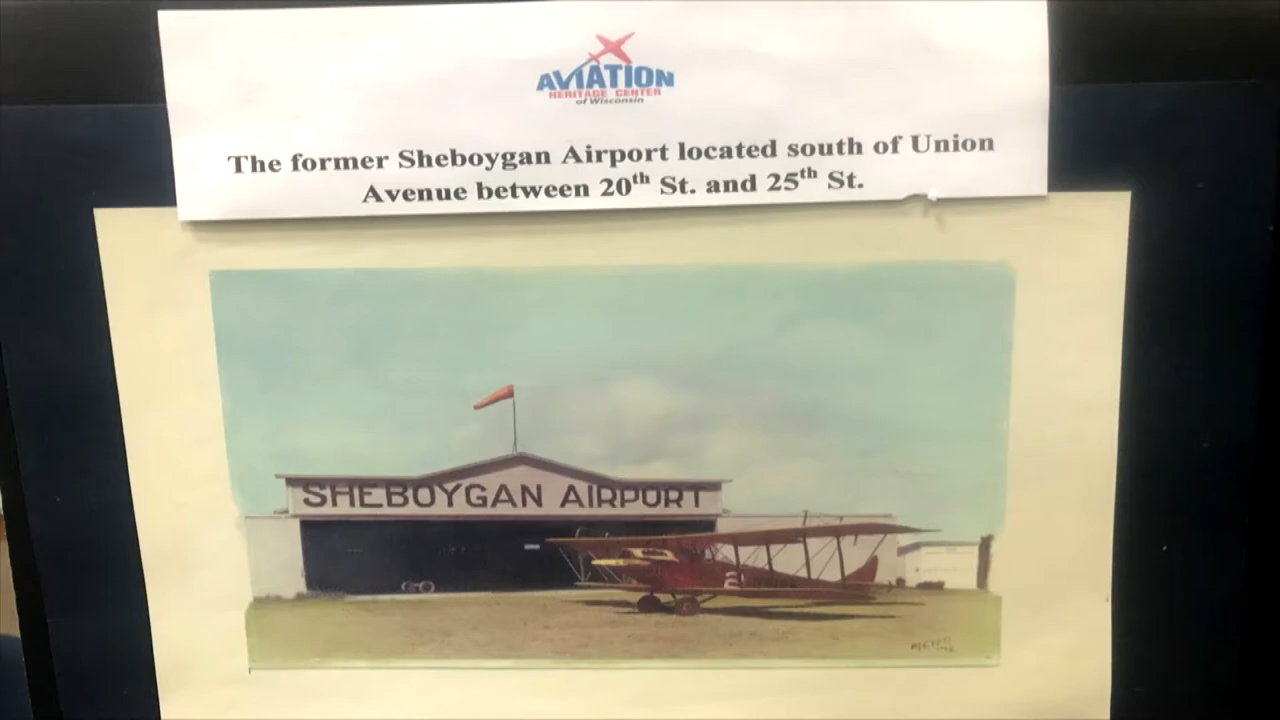 AVIATION
HERITAGE CENTER
of Wisconsin
The former Sheboygan Airport located south of Union
Avenue between 20th St. and 25th St.
SHEBOYGAN AIRPORT
2